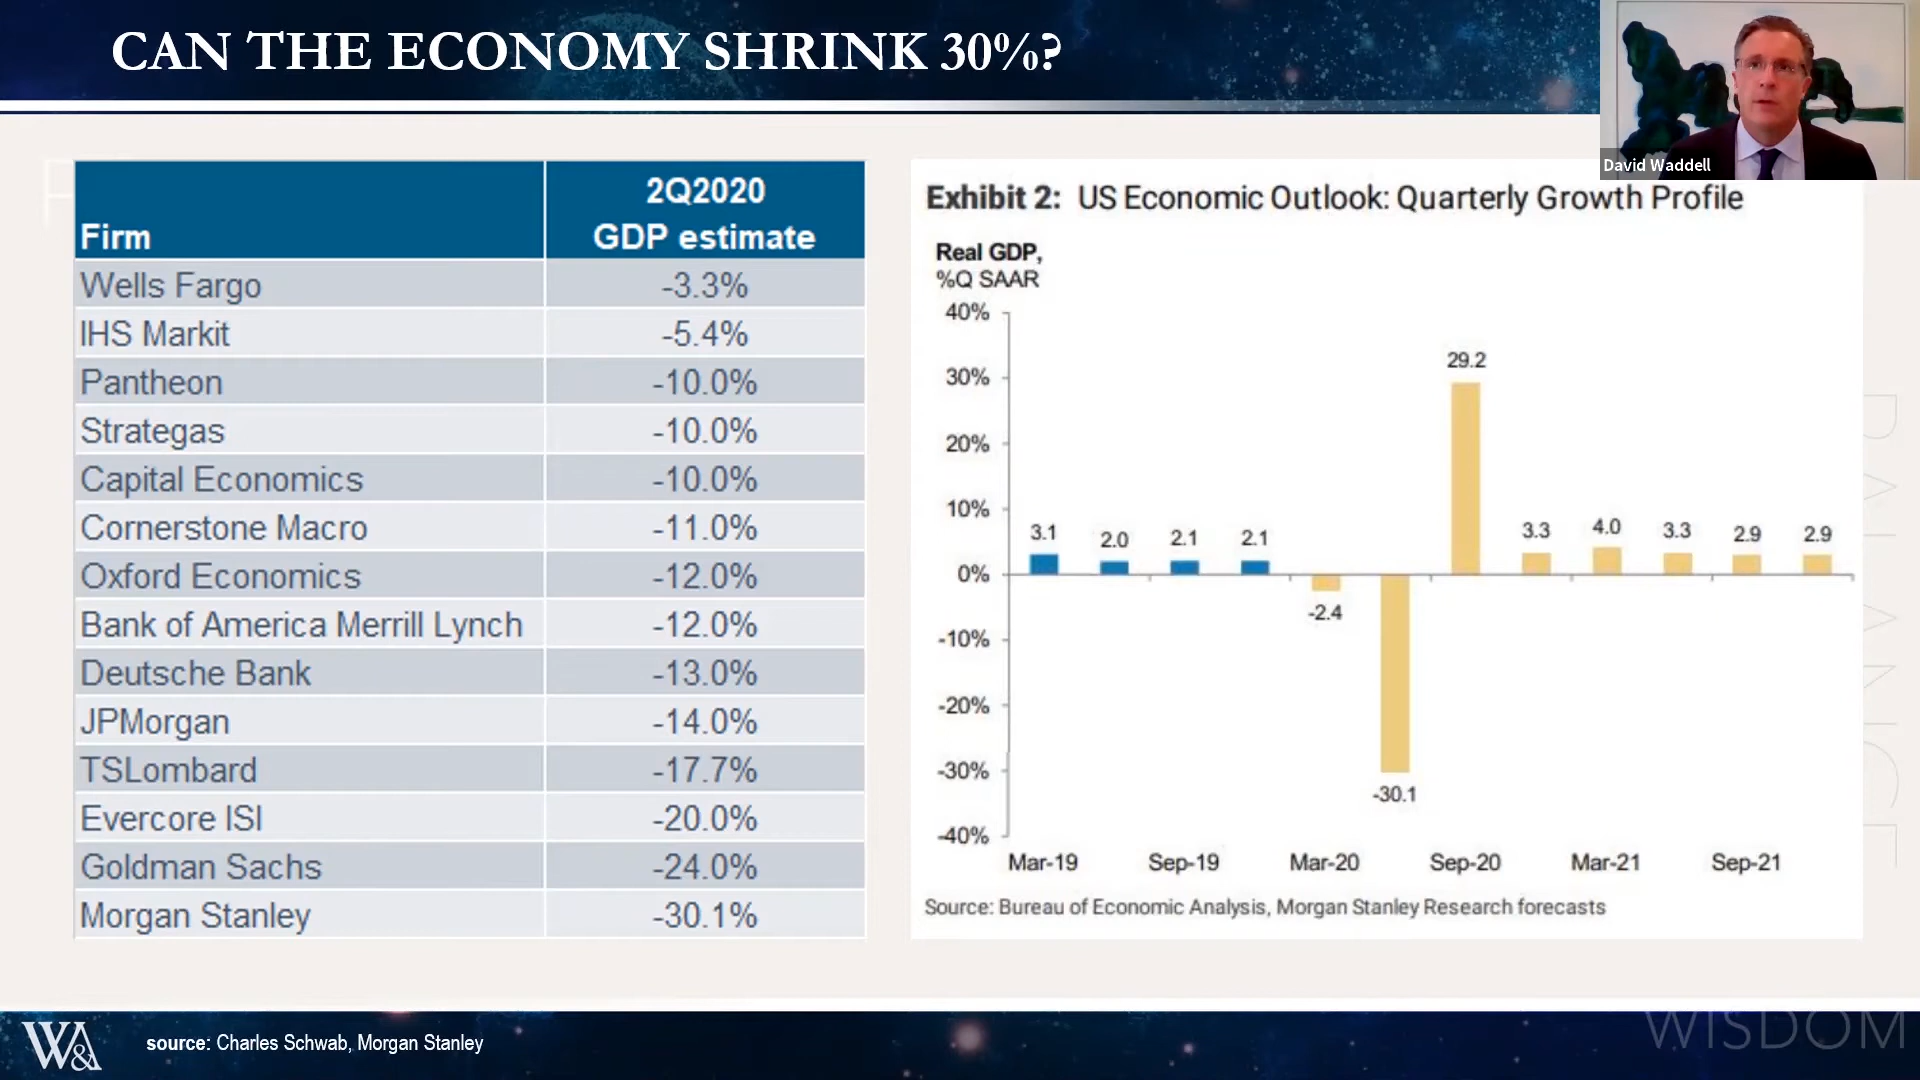 CAN THE ECONOMY SHRINK 30%?
David Waddell
Firm
2Q2020
GDP estimate
Wells Fargo -3.3%
IHS Markit -5.4%
Pantheon -10.0%
Strategas -10.0%
Capital Economics -10.0%
Cornerstone Macro -11.0%
Oxford Economics -12.0%
Bank of America Merrill Lynch -12.0%
Deutsche Bank -13.0%
JPMorgan -14.0%
TSLombard -17.7%
Evercore ISI -20.0%
Goldman Sachs -24.0%
Morgan Stanley -30.1%
Exhibit 2: US Economic Outlook: Quarterly Growth Profile
Real GDP,
%Q SAAR
40%
30%
20%
10%
0%
-10%
-20%
-30%
-40%
3.1 2.0 2.1 2.1 -2.4 -30.1 29.2 3.3 4.0 3.3 2.9 2.9
Mar-19 Sep-19 Mar-20 Sep-20 Mar-21 Sep-21
Source: Bureau of Economic Analysis, Morgan Stanley Research forecasts
W&A
source: Charles Schwab, Morgan Stanley
WISDOM